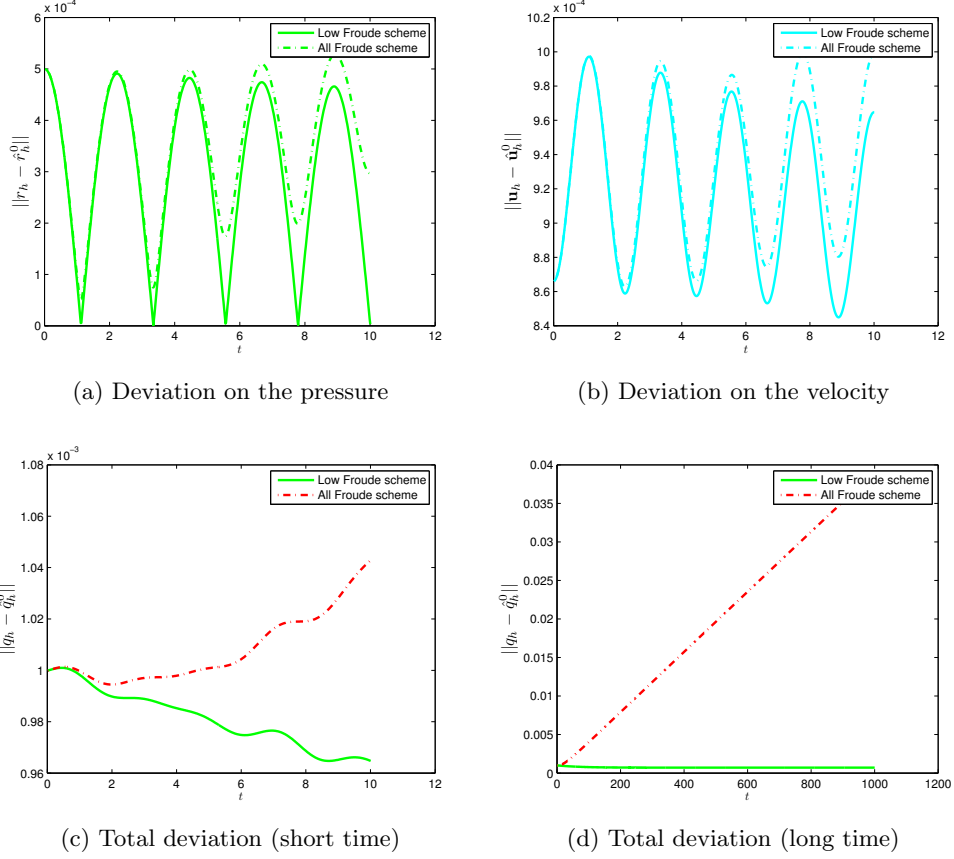 x 10⁻⁴
6
5
4
3
2
1
0
0 2 4 6 8 10 12
t
||r_h − r̂_h^0||
Low Froude scheme
All Froude scheme
(a) Deviation on the pressure
x 10⁻⁴
10.2
10
9.8
9.6
9.4
9.2
9
8.8
8.6
8.4
0 2 4 6 8 10 12
t
||u_h − û_h^0||
Low Froude scheme
All Froude scheme
(b) Deviation on the velocity
x 10⁻³
1.08
1.06
1.04
1.02
1
0.98
0.96
0 2 4 6 8 10 12
t
||q_h − q̂_h^0||
Low Froude scheme
All Froude scheme
(c) Total deviation (short time)
0.04
0.035
0.03
0.025
0.02
0.015
0.01
0.005
0
0 200 400 600 800 1000 1200
t
||q_h − q̂_h^0||
Low Froude scheme
All Froude scheme
(d) Total deviation (long time)